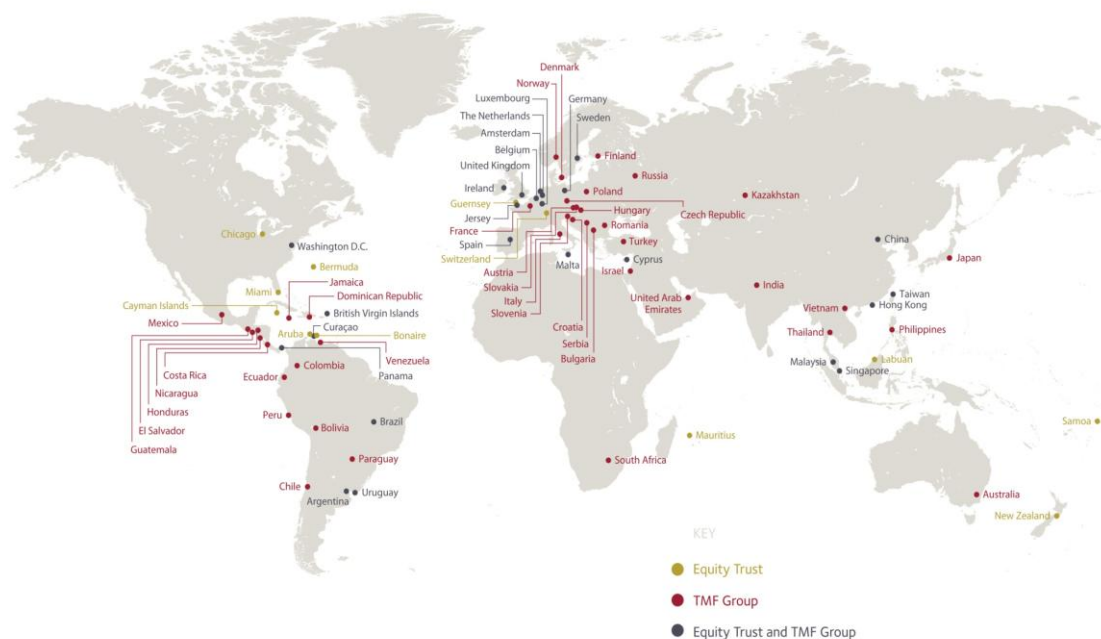 Denmark
Norway
Luxembourg
Germany
The Netherlands
Sweden
Amsterdam
Belgium
United Kingdom
Finland
Russia
Ireland
Poland
Kazakhstan
Guernsey
Hungary
Jersey
Czech Republic
France
Romania
Chicago
Spain
Turkey
China
Washington D.C.
Switzerland
Malta
Cyprus
Japan
Bermuda
Austria
Israel
Jamaica
Slovakia
India
Miami
Dominican Republic
Italy
United Arab
Emirates
Taiwan
Cayman Islands
Slovenia
Vietnam
Hong Kong
British Virgin Islands
Mexico
Croatia
Curaçao
Thailand
Philippines
Aruba
Bonaire
Serbia
Bulgaria
Venezuela
Labuan
Colombia
Malaysia
Costa Rica
Ecuador
Panama
Singapore
Nicaragua
Honduras
Peru
Brazil
Samoa
El Salvador
Bolivia
Mauritius
Guatemala
Paraguay
South Africa
Chile
Uruguay
Argentina
Australia
New Zealand
KEY
Equity Trust
TMF Group
Equity Trust and TMF Group